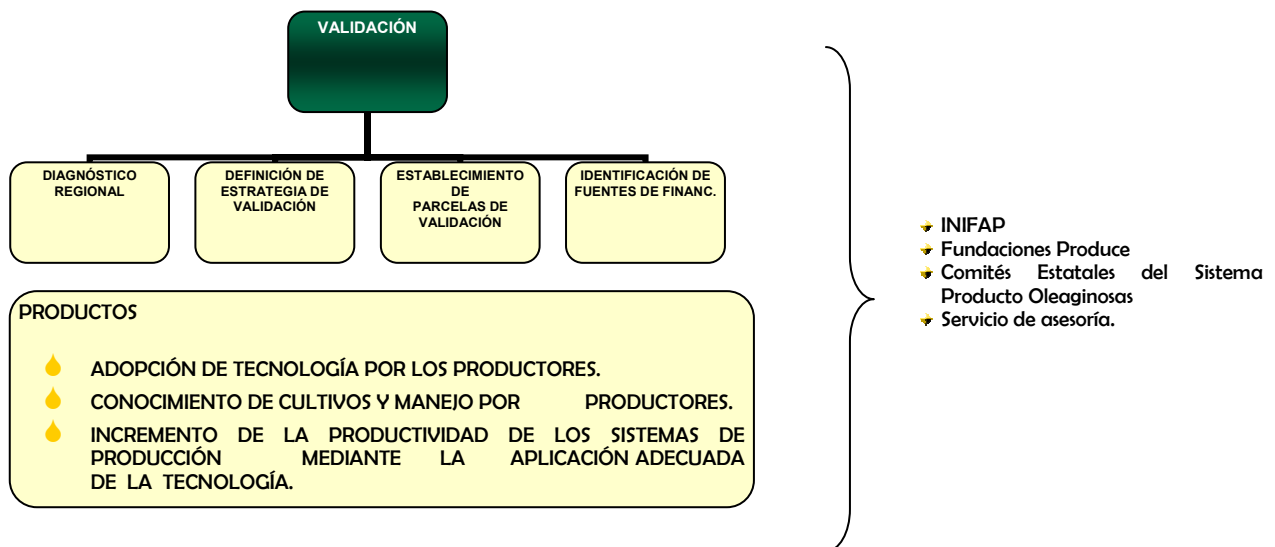 VALIDACIÓN
DIAGNÓSTICO
REGIONAL
DEFINICIÓN DE
ESTRATEGIA DE
VALIDACIÓN
ESTABLECIMIENTO
DE
PARCELAS DE
VALIDACIÓN
IDENTIFICACIÓN DE
FUENTES DE FINANC.
PRODUCTOS
ADOPCIÓN DE TECNOLOGÍA POR LOS PRODUCTORES.
CONOCIMIENTO DE CULTIVOS Y MANEJO POR PRODUCTORES.
INCREMENTO DE LA PRODUCTIVIDAD DE LOS SISTEMAS DE
PRODUCCIÓN MEDIANTE LA APLICACIÓN ADECUADA
DE LA TECNOLOGÍA.
INIFAP
Fundaciones Produce
Comités Estatales del Sistema
Producto Oleaginosas
Servicio de asesoría.